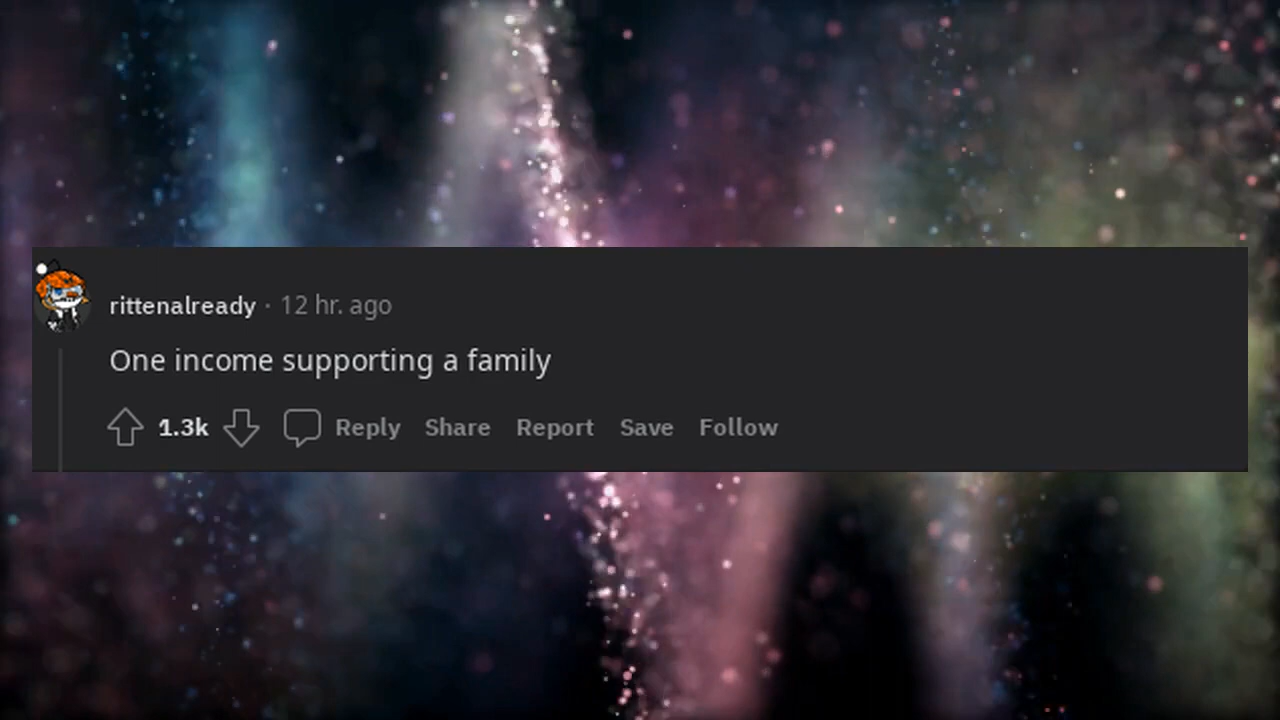 rittenalready · 12 hr. ago
One income supporting a family
1.3k Reply Share Report Save Follow